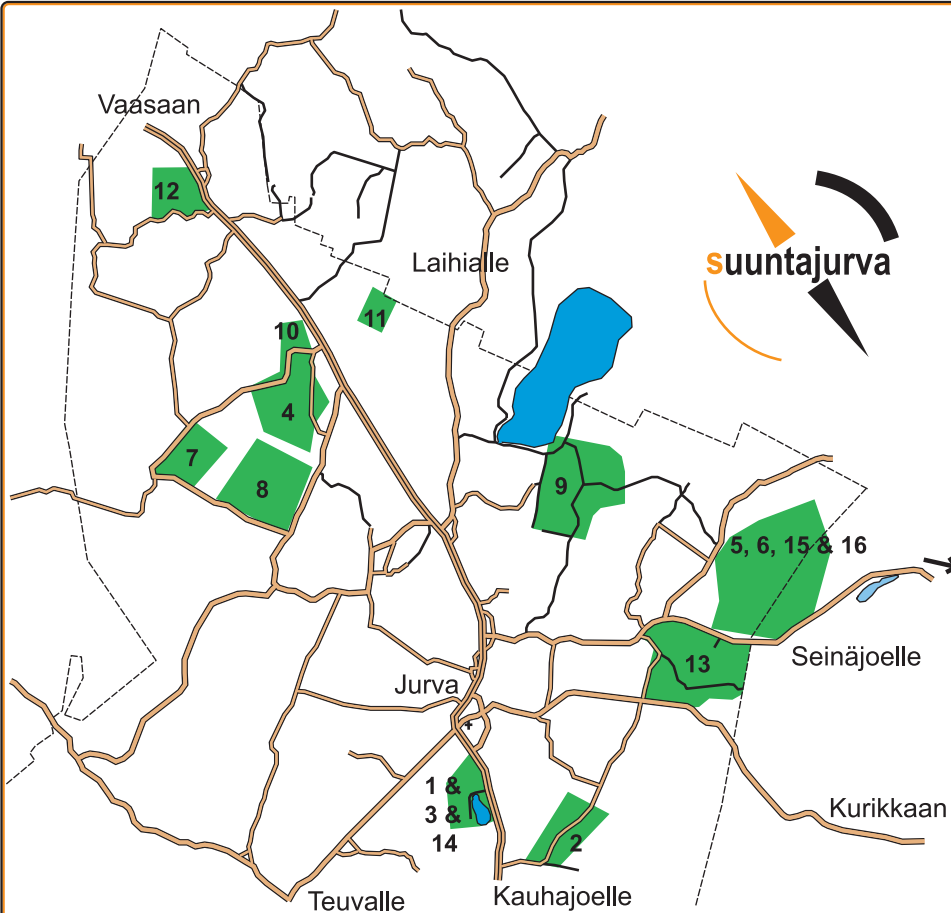 Vaasaan
12
Laihialle
suuntajurva
11
10
4
7
8
9
5, 6, 15 & 16
13
Seinäjoelle
Jurva
1 &
3 &
14
2
Kurikkaan
Teuvalle
Kauhajoelle